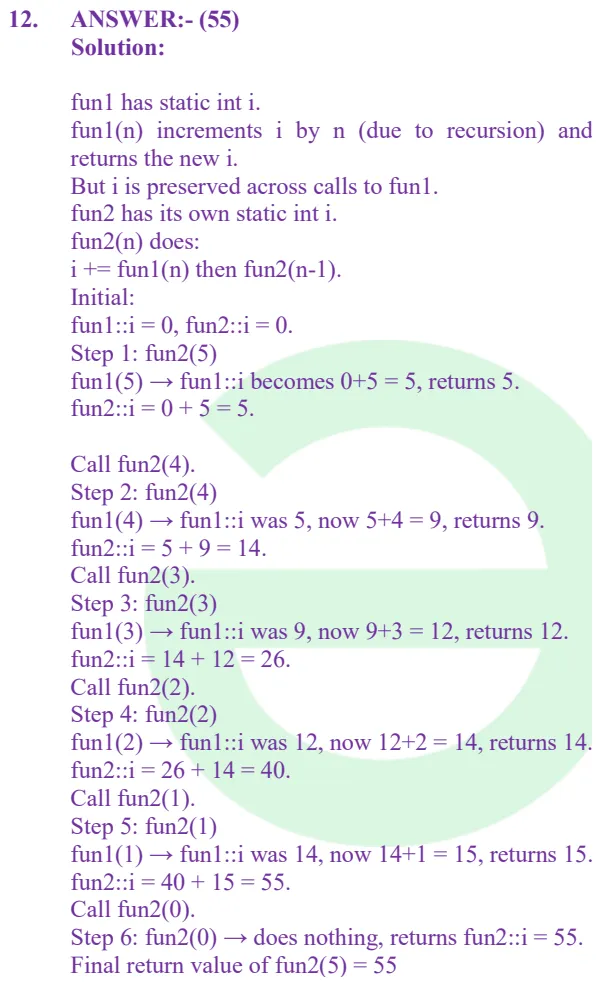 12. ANSWER:- (55)
Solution:
fun1 has static int i.
fun1(n) increments i by n (due to recursion) and
returns the new i.
But i is preserved across calls to fun1.
fun2 has its own static int i.
fun2(n) does:
i += fun1(n) then fun2(n-1).
Initial:
fun1::i = 0, fun2::i = 0.
Step 1: fun2(5)
fun1(5) → fun1::i becomes 0+5 = 5, returns 5.
fun2::i = 0 + 5 = 5.
Call fun2(4).
Step 2: fun2(4)
fun1(4) → fun1::i was 5, now 5+4 = 9, returns 9.
fun2::i = 5 + 9 = 14.
Call fun2(3).
Step 3: fun2(3)
fun1(3) → fun1::i was 9, now 9+3 = 12, returns 12.
fun2::i = 14 + 12 = 26.
Call fun2(2).
Step 4: fun2(2)
fun1(2) → fun1::i was 12, now 12+2 = 14, returns 14.
fun2::i = 26 + 14 = 40.
Call fun2(1).
Step 5: fun2(1)
fun1(1) → fun1::i was 14, now 14+1 = 15, returns 15.
fun2::i = 40 + 15 = 55.
Call fun2(0).
Step 6: fun2(0) → does nothing, returns fun2::i = 55.
Final return value of fun2(5) = 55